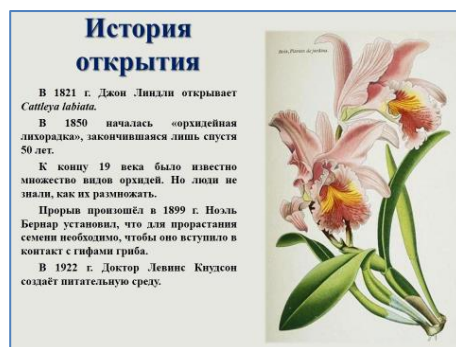 История
открытия
В 1821 г. Джон Линдли открывает
Cattleya labiata.
В 1850 началась «орхидейная
лихорадка», закончившаяся лишь спустя
50 лет.
К концу 19 века было известно
множество видов орхидей. Но люди не
знали, как их размножать.
Прорыв произошёл в 1899 г. Ноэль
Бернар установил, что для прорастания
семени необходимо, чтобы оно вступило в
контакт с гифами гриба.
В 1922 г. Доктор Левинс Кнудсон
создаёт питательную среду.